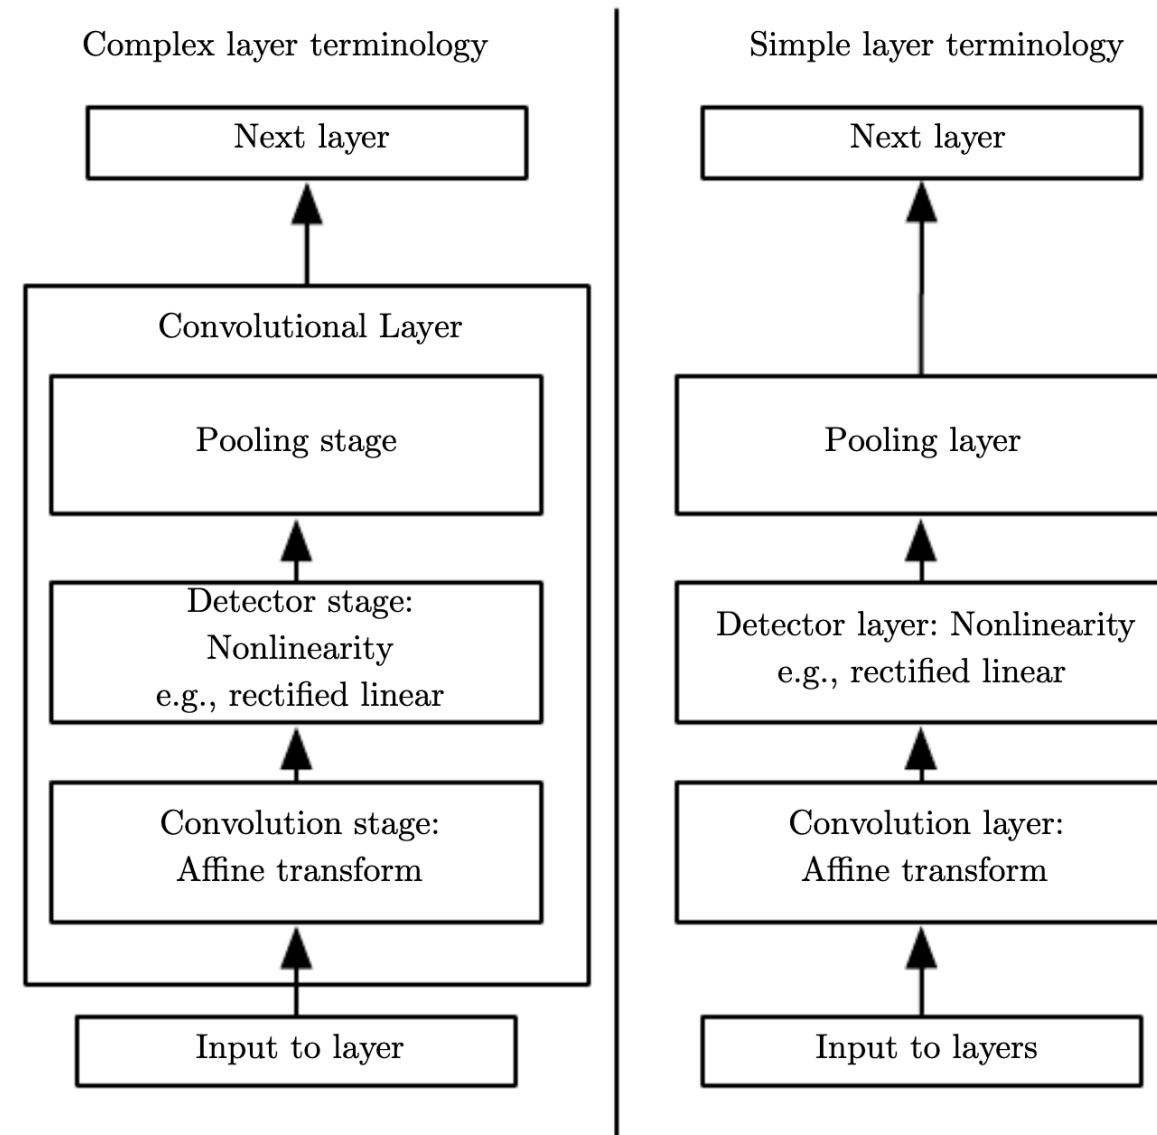 Complex layer terminology
Next layer
Convolutional Layer
Pooling stage
Detector stage:
Nonlinearity
e.g., rectified linear
Convolution stage:
Affine transform
Input to layer
Simple layer terminology
Next layer
Pooling layer
Detector layer: Nonlinearity
e.g., rectified linear
Convolution layer:
Affine transform
Input to layers